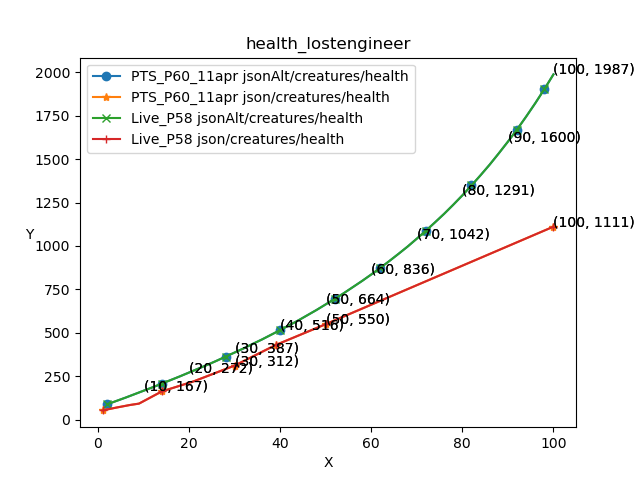 health_lostengineer
PTS_P60_11apr jsonAlt/creatures/health
PTS_P60_11apr json/creatures/health
Live_P58 jsonAlt/creatures/health
Live_P58 json/creatures/health
Y
2000
1750
1500
1250
1000
750
500
250
0
(100, 1987)
(90, 1600)
(80, 1291)
(70, 1042)
(60, 836)
(50, 664)
(40, 516)
(30, 387)
(20, 272)
(10, 167)
(100, 1111)
(50, 550)
(30, 312)
0 20 40 60 80 100
X